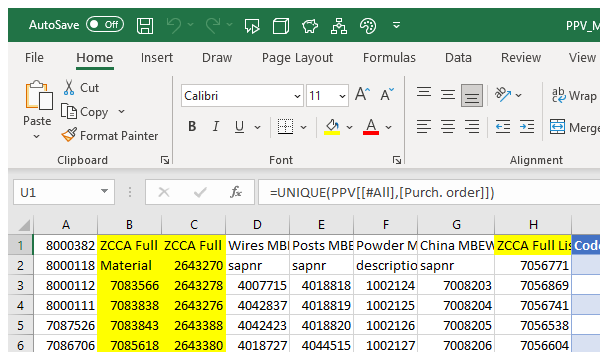 AutoSave Off PPV_M
File Home Insert Draw Page Layout Formulas Data Review View
Paste Cut Copy Format Painter Calibri 11 A A B I U A ab Wrap Merge
Clipboard Font Alignment
U1 fx =UNIQUE(PPV[[#All],[Purch. order]])
A B C D E F G H I
1 8000382 ZCCA Full ZCCA Full Wires MBE Posts MBE Powder M China MBEW ZCCA Full Lis Code
2 8000118 Material 2643270 sapnr sapnr descriptio sapnr 7056771
3 8000112 7083566 2643278 4007715 4018818 1002124 7008203 7056869
4 8000111 7083838 2643276 4042837 4018819 1002125 7008204 7056741
5 7087526 7083843 2643388 4042423 4018820 1002126 7008205 7056538
6 7086706 7085618 2643380 4018727 4044515 1002127 7008206 7056604